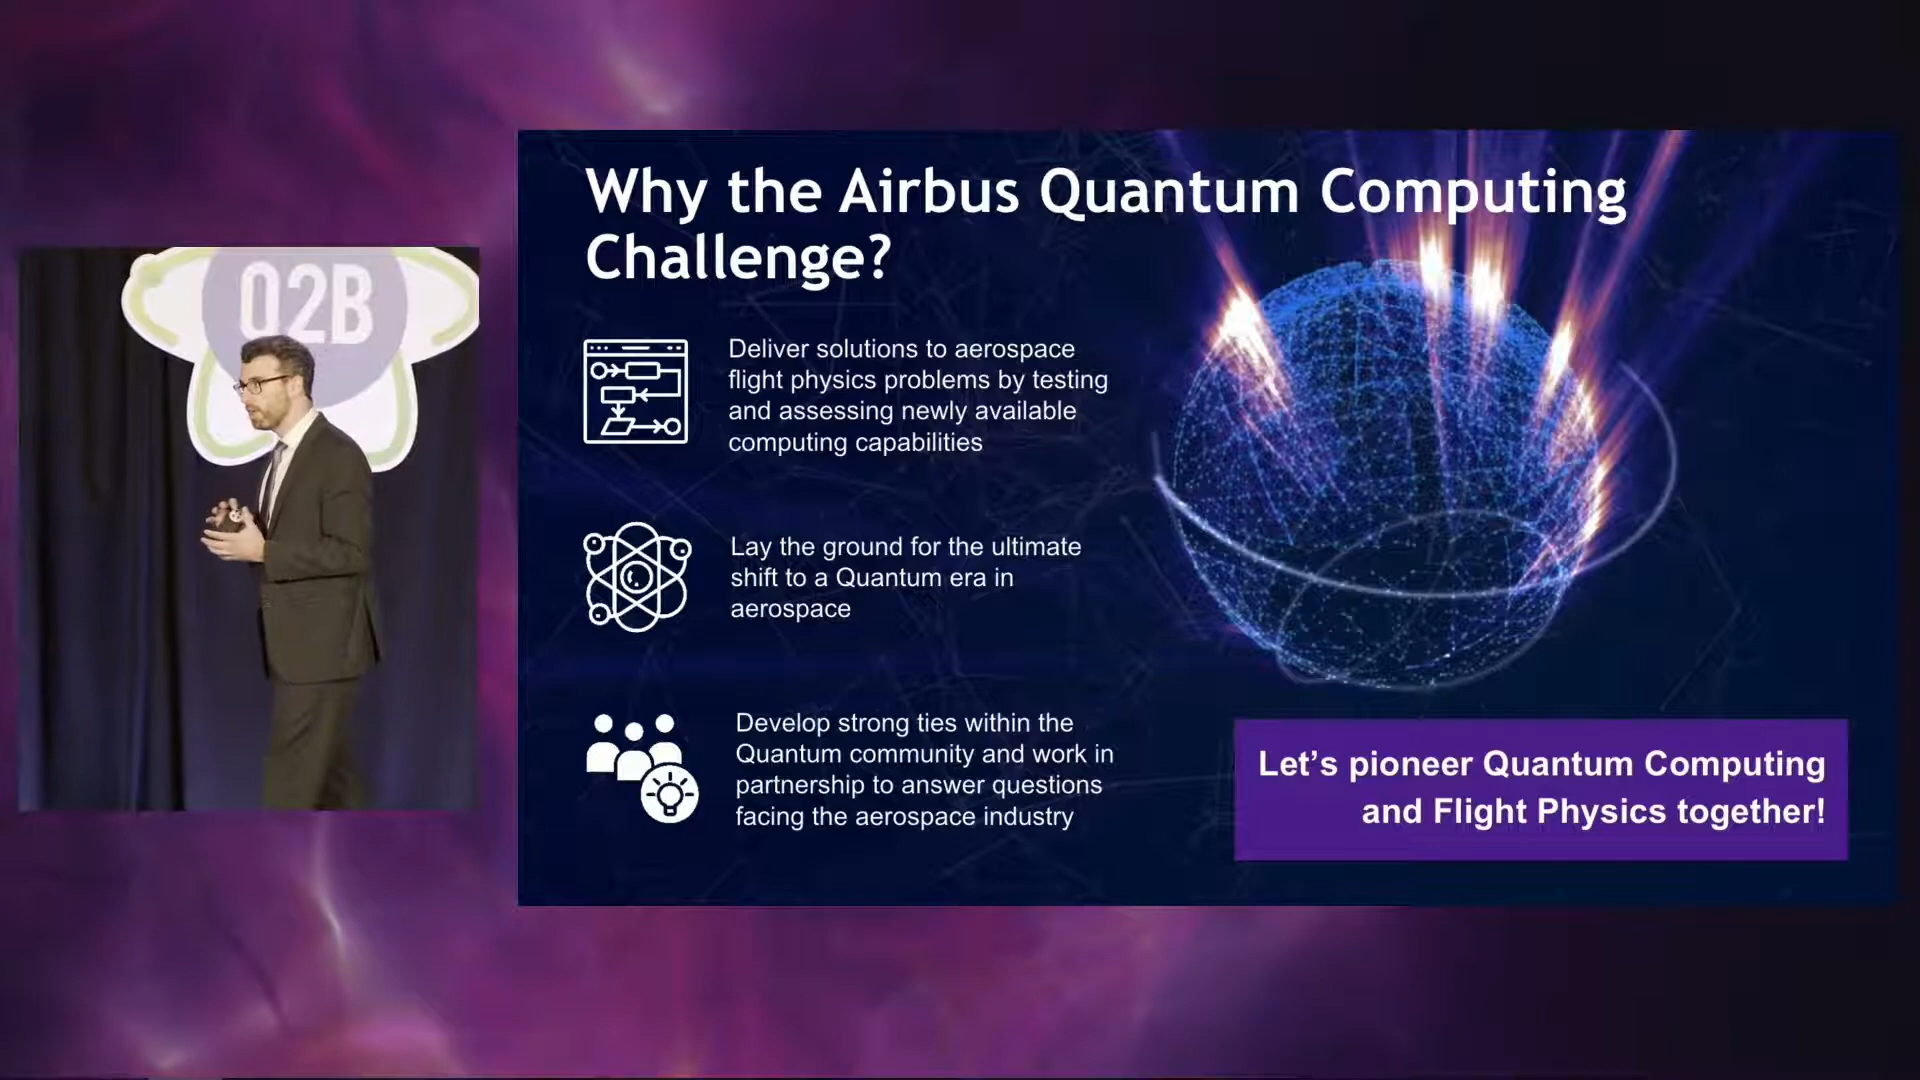 Q2B
Why the Airbus Quantum Computing
Challenge?
Deliver solutions to aerospace
flight physics problems by testing
and assessing newly available
computing capabilities
Lay the ground for the ultimate
shift to a Quantum era in
aerospace
Develop strong ties within the
Quantum community and work in
partnership to answer questions
facing the aerospace industry
Let's pioneer Quantum Computing
and Flight Physics together!